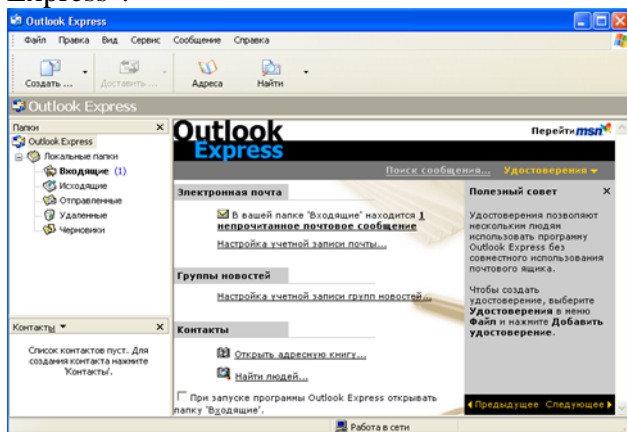 Express".
Outlook Express
Файл Правка Вид Сервис Сообщение Справка
Создать ... Доставить ... Адреса Найти
Outlook Express
Папки
Outlook Express
Локальные папки
Входящие (1)
Исходящие
Отправленные
Удаленные
Черновики
Контакты
Список контактов пуст. Для
создания контакта нажмите
'Контакты'.
Outlook
Express
Перейти msn
Поиск сообщения... Удостоверения
Электронная почта
В вашей папке 'Входящие' находится 1
непрочитанное почтовое сообщение
Настройка учетной записи почты...
Группы новостей
Настройка учетной записи групп новостей...
Контакты
Открыть адресную книгу...
Найти людей...
При запуске программы Outlook Express открывать
папку 'Входящие'.
Полезный совет
Удостоверения позволяют
нескольким людям
использовать программу
Outlook Express без
совместного использования
почтового ящика.
Чтобы создать
удостоверение, выберите
Удостоверения в меню
Файл и нажмите Добавить
удостоверение.
Предыдущее Следующее
Работа в сети